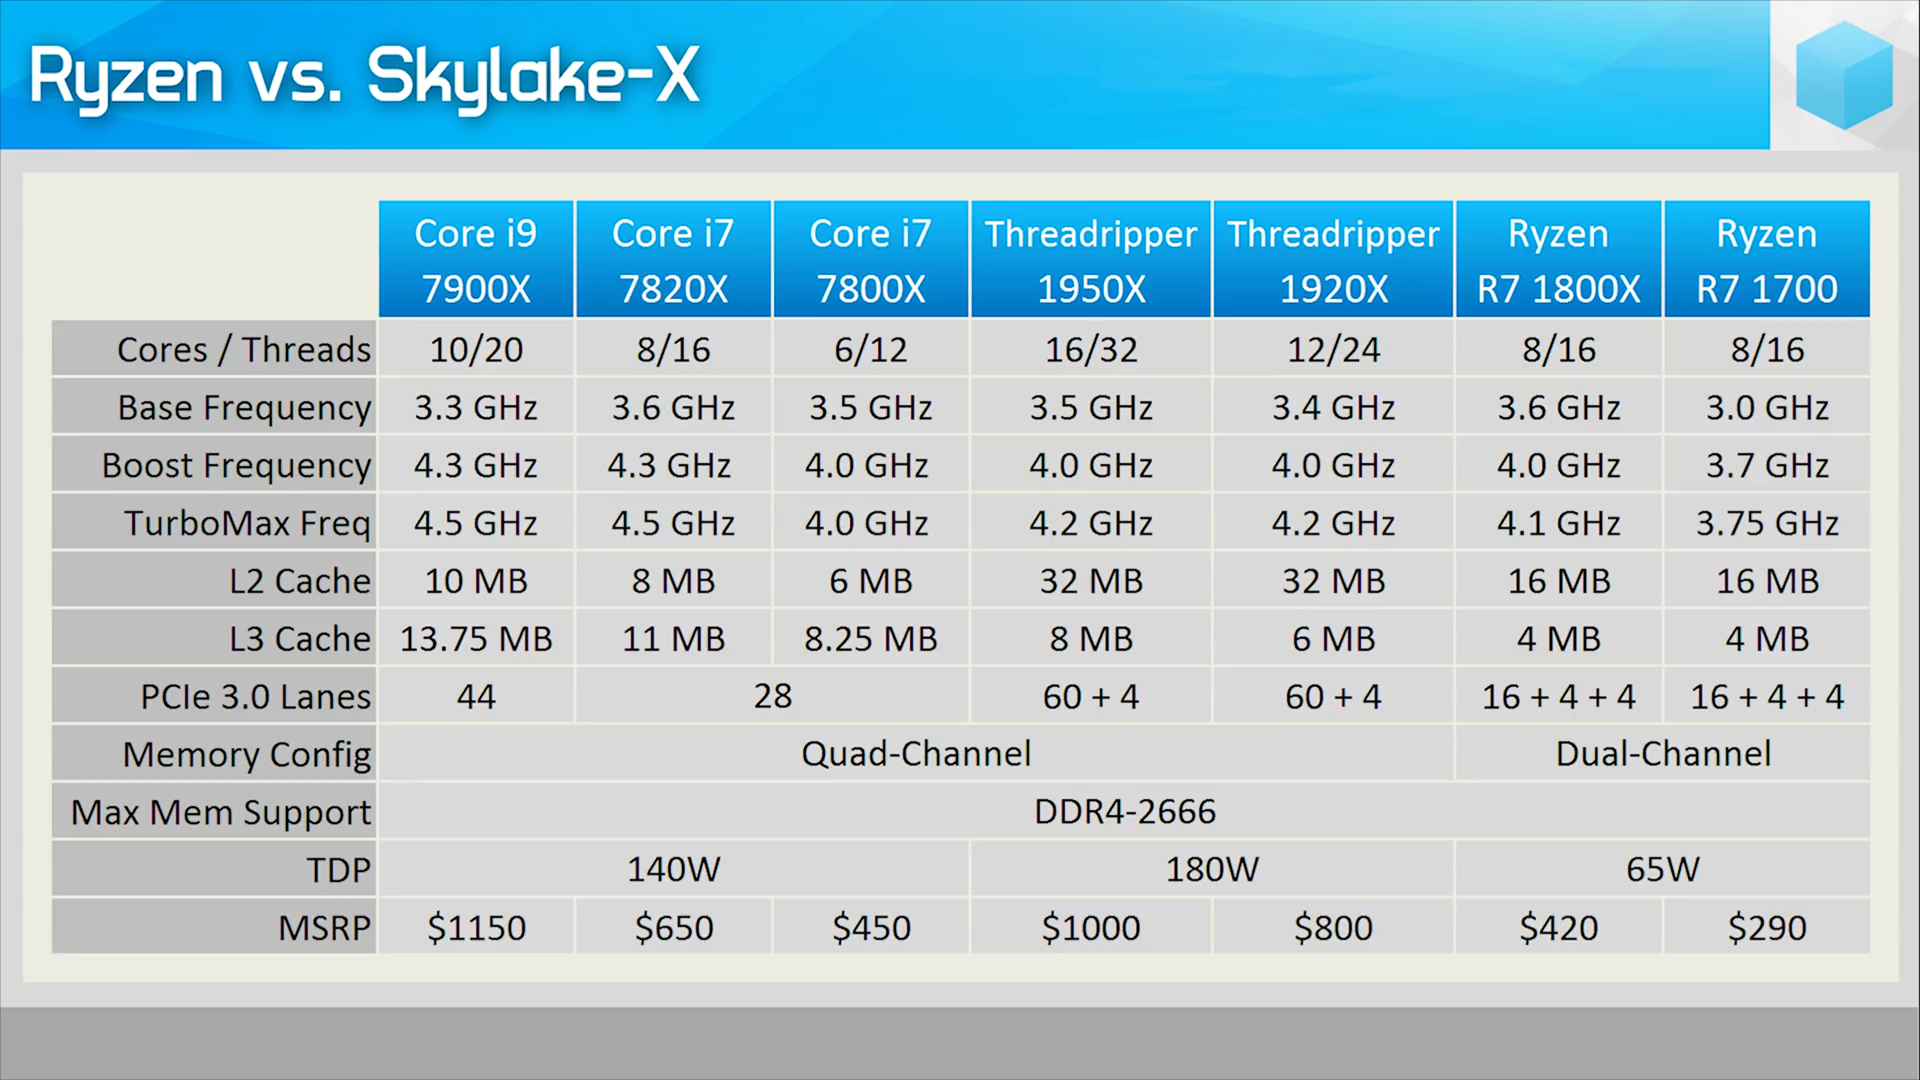 Ryzen vs. Skylake-X
Core i9 7900X Core i7 7820X Core i7 7800X Threadripper 1950X Threadripper 1920X Ryzen R7 1800X Ryzen R7 1700
Cores / Threads 10/20 8/16 6/12 16/32 12/24 8/16 8/16
Base Frequency 3.3 GHz 3.6 GHz 3.5 GHz 3.5 GHz 3.4 GHz 3.6 GHz 3.0 GHz
Boost Frequency 4.3 GHz 4.3 GHz 4.0 GHz 4.0 GHz 4.0 GHz 4.0 GHz 3.7 GHz
TurboMax Freq 4.5 GHz 4.5 GHz 4.0 GHz 4.2 GHz 4.2 GHz 4.1 GHz 3.75 GHz
L2 Cache 10 MB 8 MB 6 MB 32 MB 32 MB 16 MB 16 MB
L3 Cache 13.75 MB 11 MB 8.25 MB 8 MB 6 MB 4 MB 4 MB
PCIe 3.0 Lanes 44 28 60 + 4 60 + 4 16 + 4 + 4 16 + 4 + 4
Memory Config Quad-Channel Dual-Channel
Max Mem Support DDR4-2666
TDP 140W 180W 65W
MSRP $1150 $650 $450 $1000 $800 $420 $290